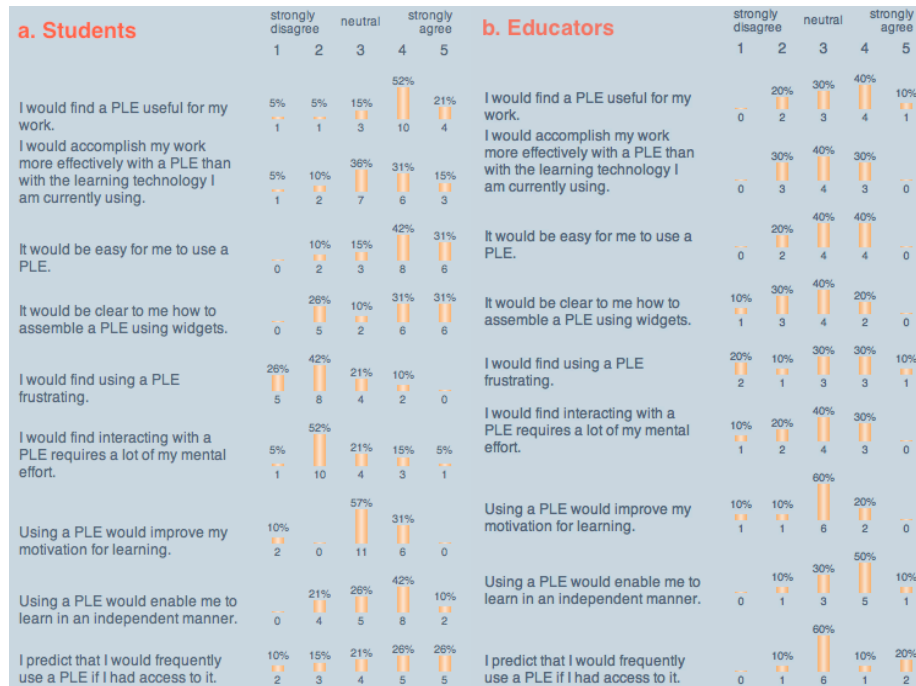 a. Students
strongly disagree neutral strongly agree
1 2 3 4 5
I would find a PLE useful for my
work.
5% 5% 15% 52% 21%
1 1 3 10 4
I would accomplish my work
more effectively with a PLE than
with the learning technology I
am currently using.
5% 10% 36% 31% 15%
1 2 7 6 3
It would be easy for me to use a
PLE.
10% 15% 42% 31%
0 2 3 8 6
It would be clear to me how to
assemble a PLE using widgets.
26% 10% 31% 31%
0 5 2 6 6
I would find using a PLE
frustrating.
26% 42% 21% 10%
5 8 4 2 0
I would find interacting with a
PLE requires a lot of my mental
effort.
5% 52% 21% 15% 5%
1 10 4 3 1
Using a PLE would improve my
motivation for learning.
10% 57% 31%
2 0 11 6 0
Using a PLE would enable me to
learn in an independent manner.
21% 26% 42% 10%
0 4 5 8 2
I predict that I would frequently
use a PLE if I had access to it.
10% 15% 21% 26% 26%
2 3 4 5 5
b. Educators
strongly disagree neutral strongly agree
1 2 3 4 5
I would find a PLE useful for my
work.
20% 30% 40% 10%
0 2 3 4 1
I would accomplish my work
more effectively with a PLE than
with the learning technology I
am currently using.
30% 40% 30%
0 3 4 3 0
It would be easy for me to use a
PLE.
20% 40% 40%
0 2 4 4 0
It would be clear to me how to
assemble a PLE using widgets.
10% 30% 40% 20%
1 3 4 2 0
I would find using a PLE
frustrating.
20% 10% 30% 30% 10%
2 1 3 3 1
I would find interacting with a
PLE requires a lot of my mental
effort.
10% 20% 40% 30%
1 2 4 3 0
Using a PLE would improve my
motivation for learning.
10% 10% 60% 20%
1 1 6 2 0
Using a PLE would enable me to
learn in an independent manner.
10% 30% 50% 10%
0 1 3 5 1
I predict that I would frequently
use a PLE if I had access to it.
10% 60% 10% 20%
0 1 6 1 2